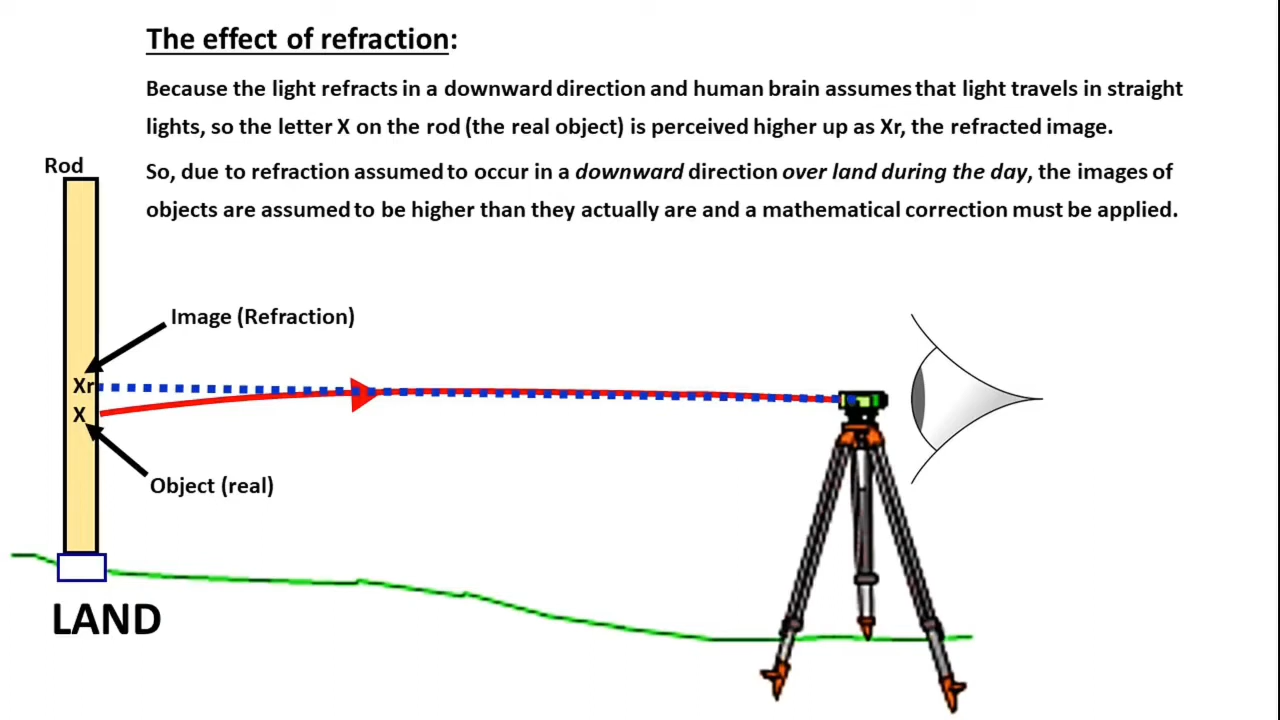 The effect of refraction:
Because the light refracts in a downward direction and human brain assumes that light travels in straight
lights, so the letter X on the rod (the real object) is perceived higher up as Xr, the refracted image.
Rod
So, due to refraction assumed to occur in a downward direction over land during the day, the images of
objects are assumed to be higher than they actually are and a mathematical correction must be applied.
Image (Refraction)
Xr
X
Object (real)
LAND